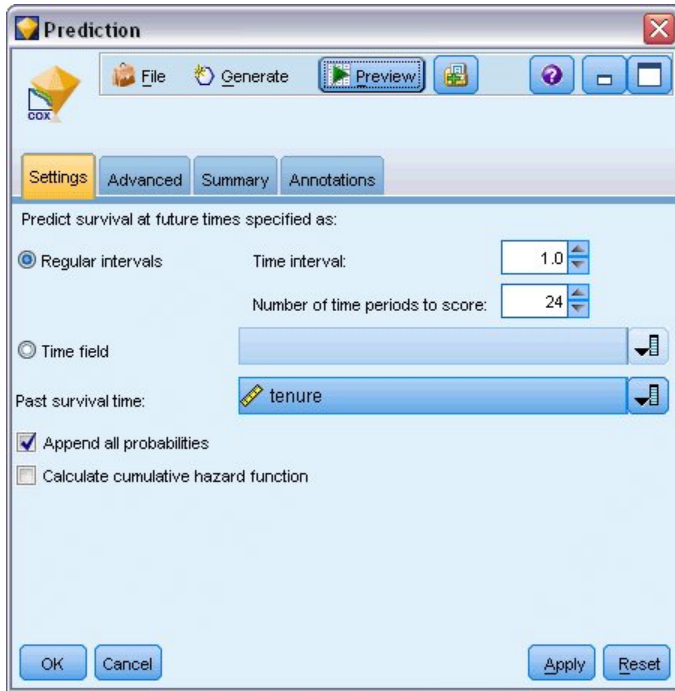 Prediction
File Generate Preview
COX
Settings Advanced Summary Annotations
Predict survival at future times specified as:
Regular intervals Time interval: 1.0
Number of time periods to score: 24
Time field
Past survival time: tenure
Append all probabilities
Calculate cumulative hazard function
OK Cancel Apply Reset